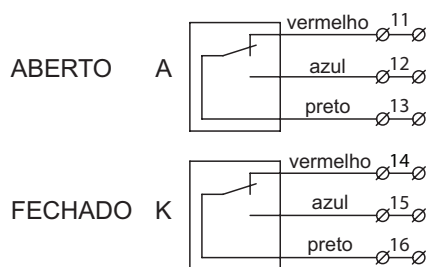 vermelho 11
ABERTO A azul 12
preto 13
vermelho 14
FECHADO K azul 15
preto 16